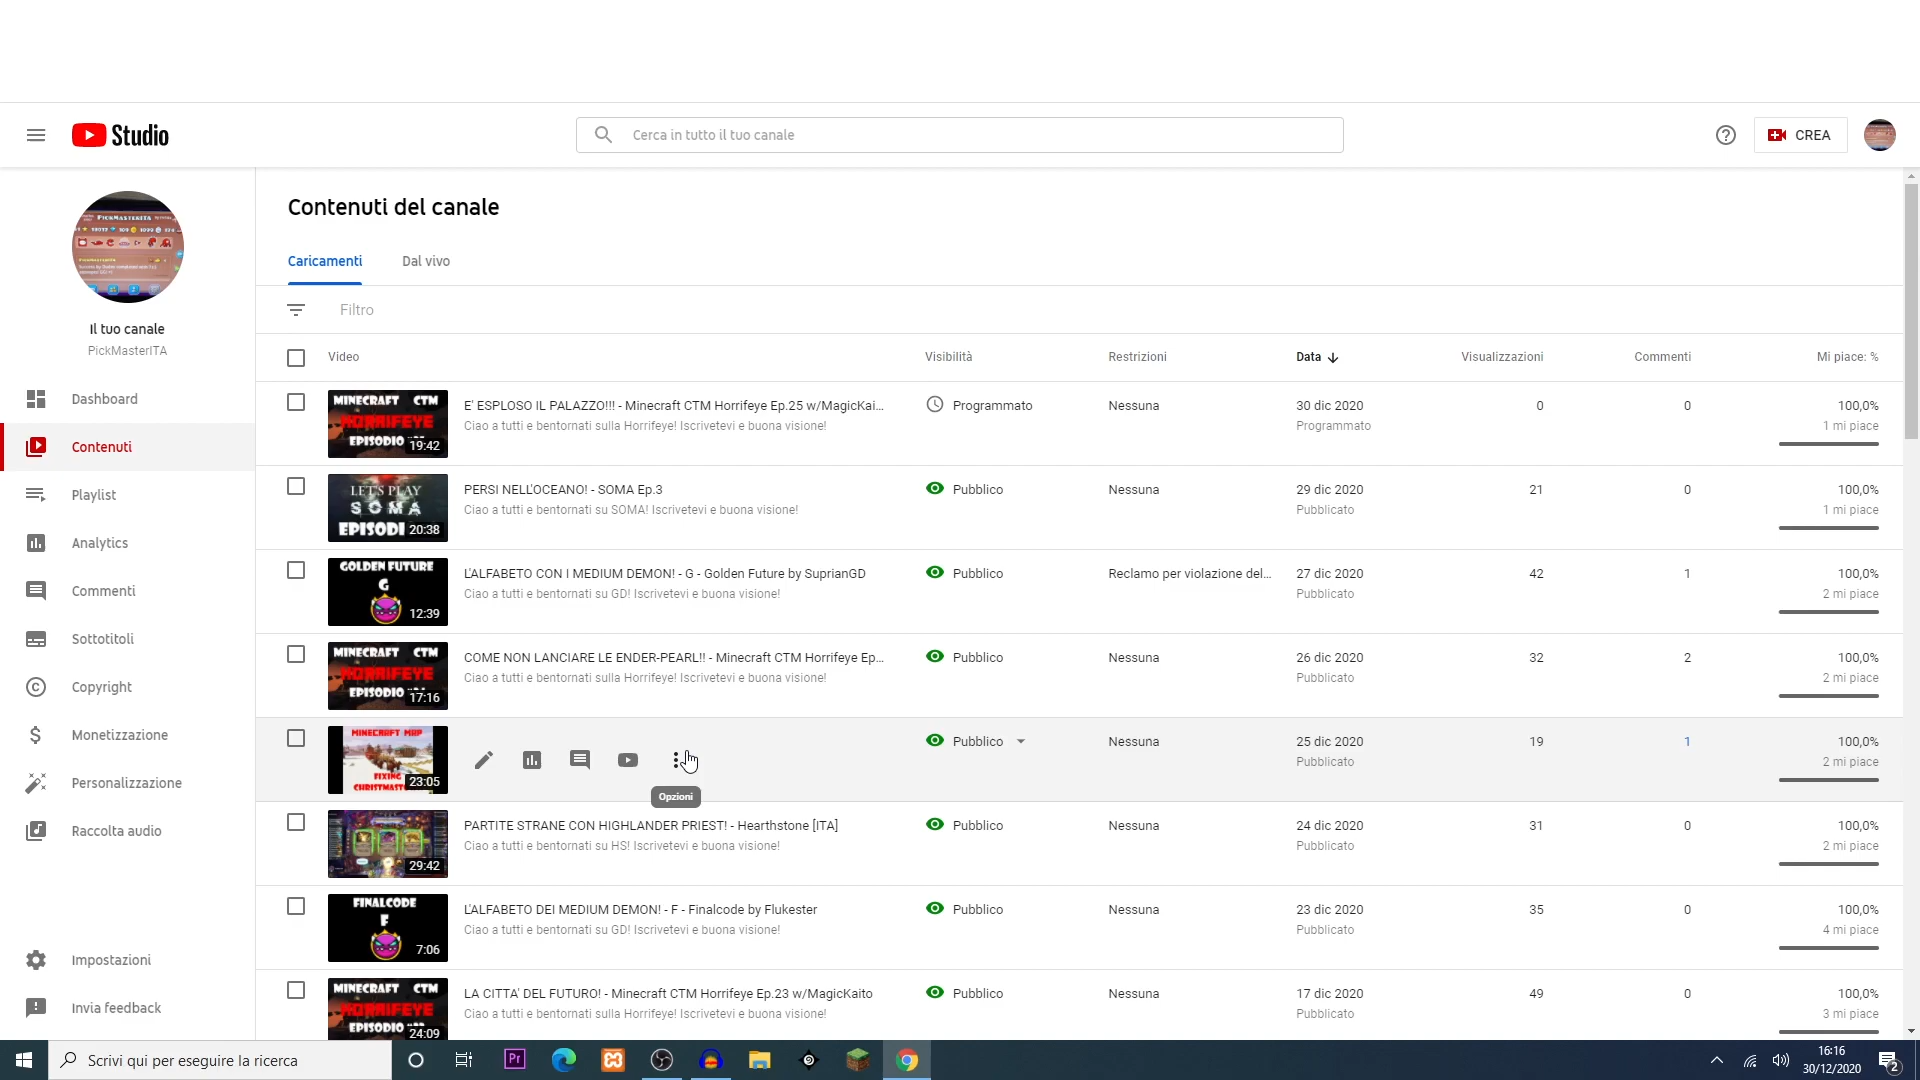 Studio
Cerca in tutto il tuo canale
CREA
PickMasterITA
Il tuo canale
PickMasterITA
Dashboard
Contenuti
Playlist
Analytics
Commenti
Sottotitoli
Copyright
Monetizzazione
Personalizzazione
Raccolta audio
Impostazioni
Invia feedback
Contenuti del canale
Caricamenti Dal vivo
Filtro
Video Visibilità Restrizioni Data Visualizzazioni Commenti Mi piace: %
MINECRAFT CTM
HORRIFEYE
EPISODIO
19:42
E' ESPLOSO IL PALAZZO!!! - Minecraft CTM Horrifeye Ep.25 w/MagicKai... Programmato Nessuna 30 dic 2020 0 0 100,0%
Ciao a tutti e bentornati sulla Horrifeye! Iscrivetevi e buona visione! Programmato 1 mi piace
LET'S PLAY
SOMA
EPISODI 20:38
PERSI NELL'OCEANO! - SOMA Ep.3 Pubblico Nessuna 29 dic 2020 21 0 100,0%
Ciao a tutti e bentornati su SOMA! Iscrivetevi e buona visione! Pubblicato 1 mi piace
GOLDEN FUTURE
G
12:39
L'ALFABETO CON I MEDIUM DEMON! - G - Golden Future by SuprianGD Pubblico Reclamo per violazione del... 27 dic 2020 42 1 100,0%
Ciao a tutti e bentornati su GD! Iscrivetevi e buona visione! Pubblicato 2 mi piace
MINECRAFT CTM
HORRIFEYE
EPISODIO
17:16
COME NON LANCIARE LE ENDER-PEARL!! - Minecraft CTM Horrifeye Ep... Pubblico Nessuna 26 dic 2020 32 2 100,0%
Ciao a tutti e bentornati sulla Horrifeye! Iscrivetevi e buona visione! Pubblicato 2 mi piace
MINECRAFT MAP
FIXING
CHRISTMAS
23:05
Opzioni
Pubblico Nessuna 25 dic 2020 19 1 100,0%
Pubblicato 2 mi piace
29:42
PARTITE STRANE CON HIGHLANDER PRIEST! - Hearthstone [ITA] Pubblico Nessuna 24 dic 2020 31 0 100,0%
Ciao a tutti e bentornati su HS! Iscrivetevi e buona visione! Pubblicato 2 mi piace
FINALCODE
F
7:06
L'ALFABETO DEI MEDIUM DEMON! - F - Finalcode by Flukester Pubblico Nessuna 23 dic 2020 35 0 100,0%
Ciao a tutti e bentornati su GD! Iscrivetevi e buona visione! Pubblicato 4 mi piace
MINECRAFT CTM
HORRIFEYE
EPISODIO
24:09
LA CITTA' DEL FUTURO! - Minecraft CTM Horrifeye Ep.23 w/MagicKaito Pubblico Nessuna 17 dic 2020 49 0 100,0%
Ciao a tutti e bentornati sulla Horrifeye! Iscrivetevi e buona visione! Pubblicato 3 mi piace
Scrivi qui per eseguire la ricerca
Pr
16:16
30/12/2020
2